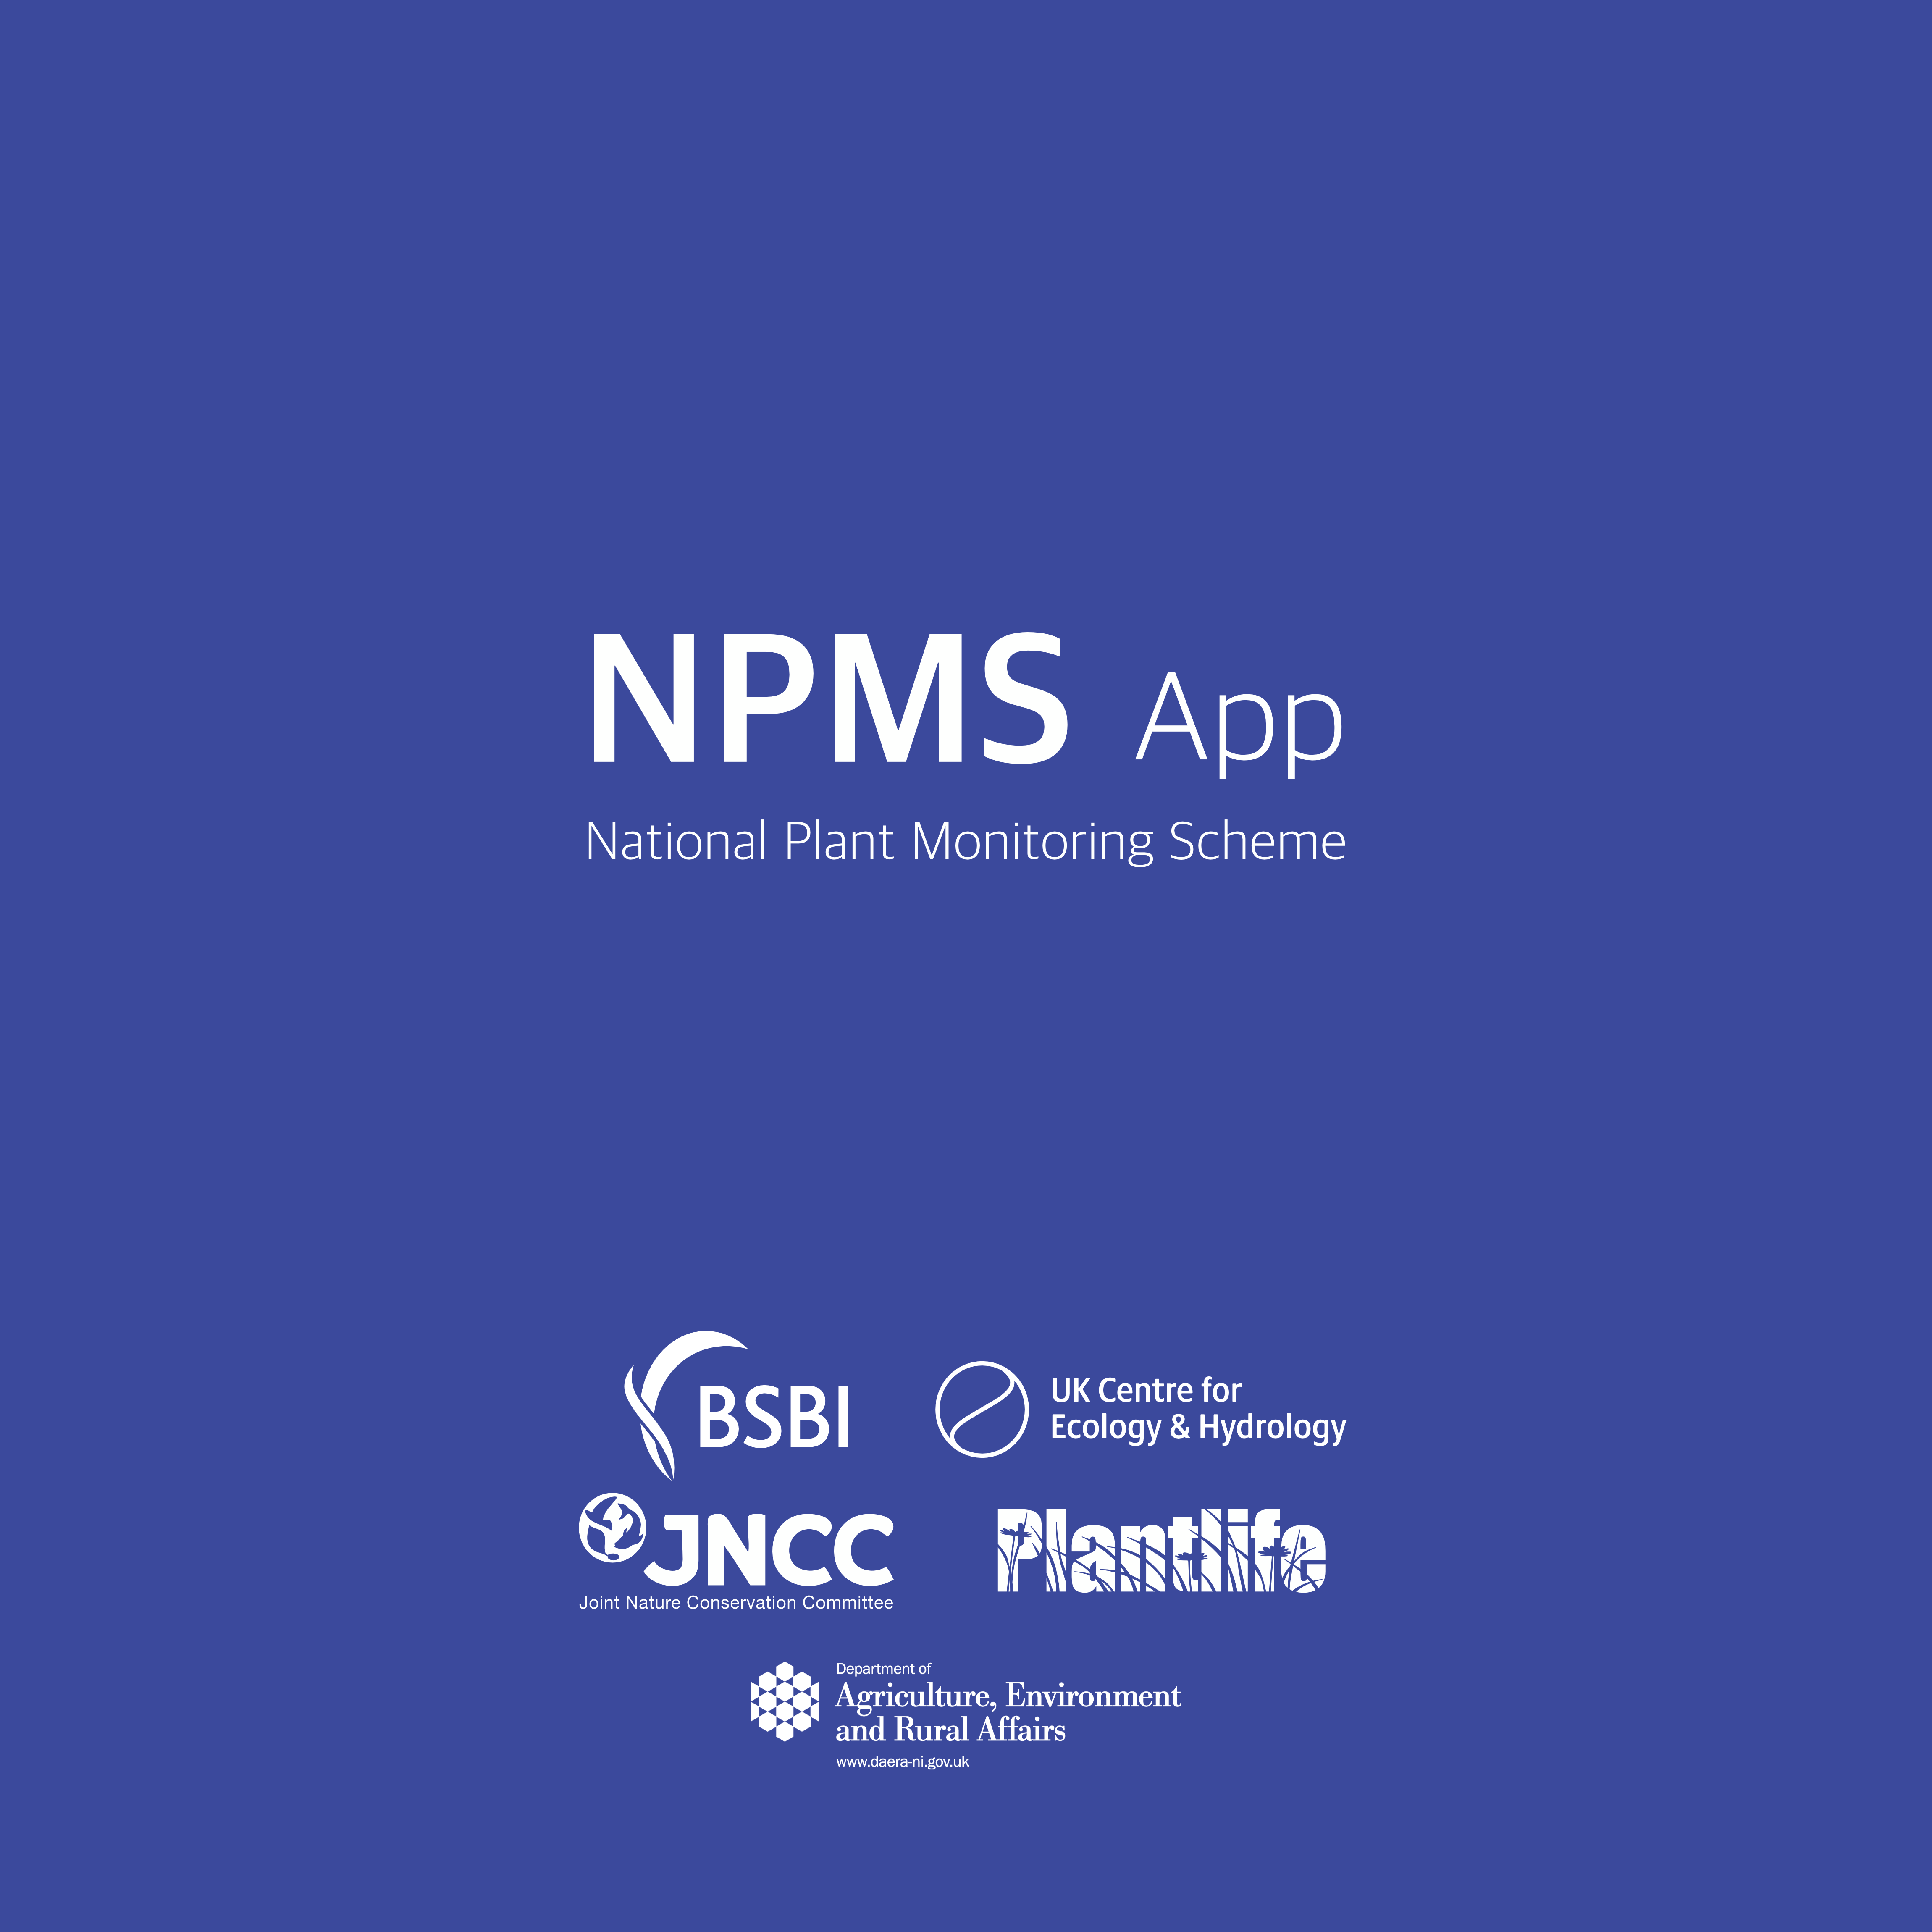 NPMS App
National Plant Monitoring Scheme
BSBI
UK Centre for
Ecology & Hydrology
JNCC
Joint Nature Conservation Committee
Plantlife
Department of
Agriculture, Environment
and Rural Affairs
www.daera-ni.gov.uk